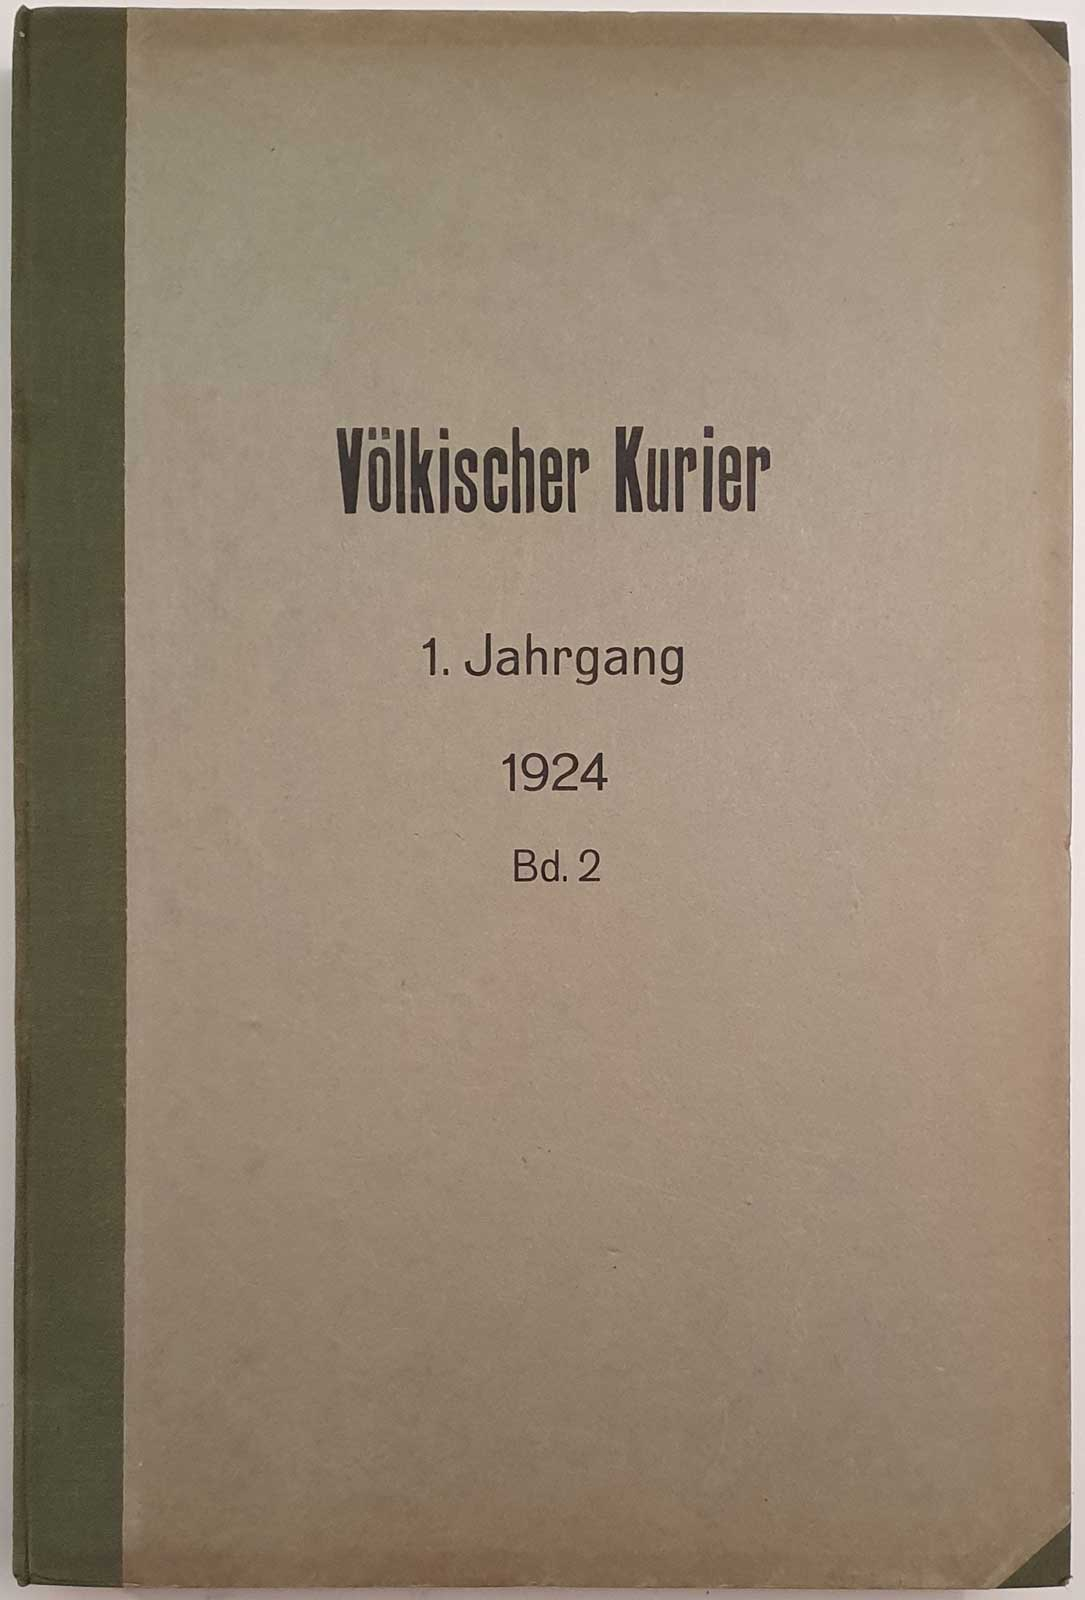 Völkischer Kurier
1. Jahrgang
1924
Bd. 2